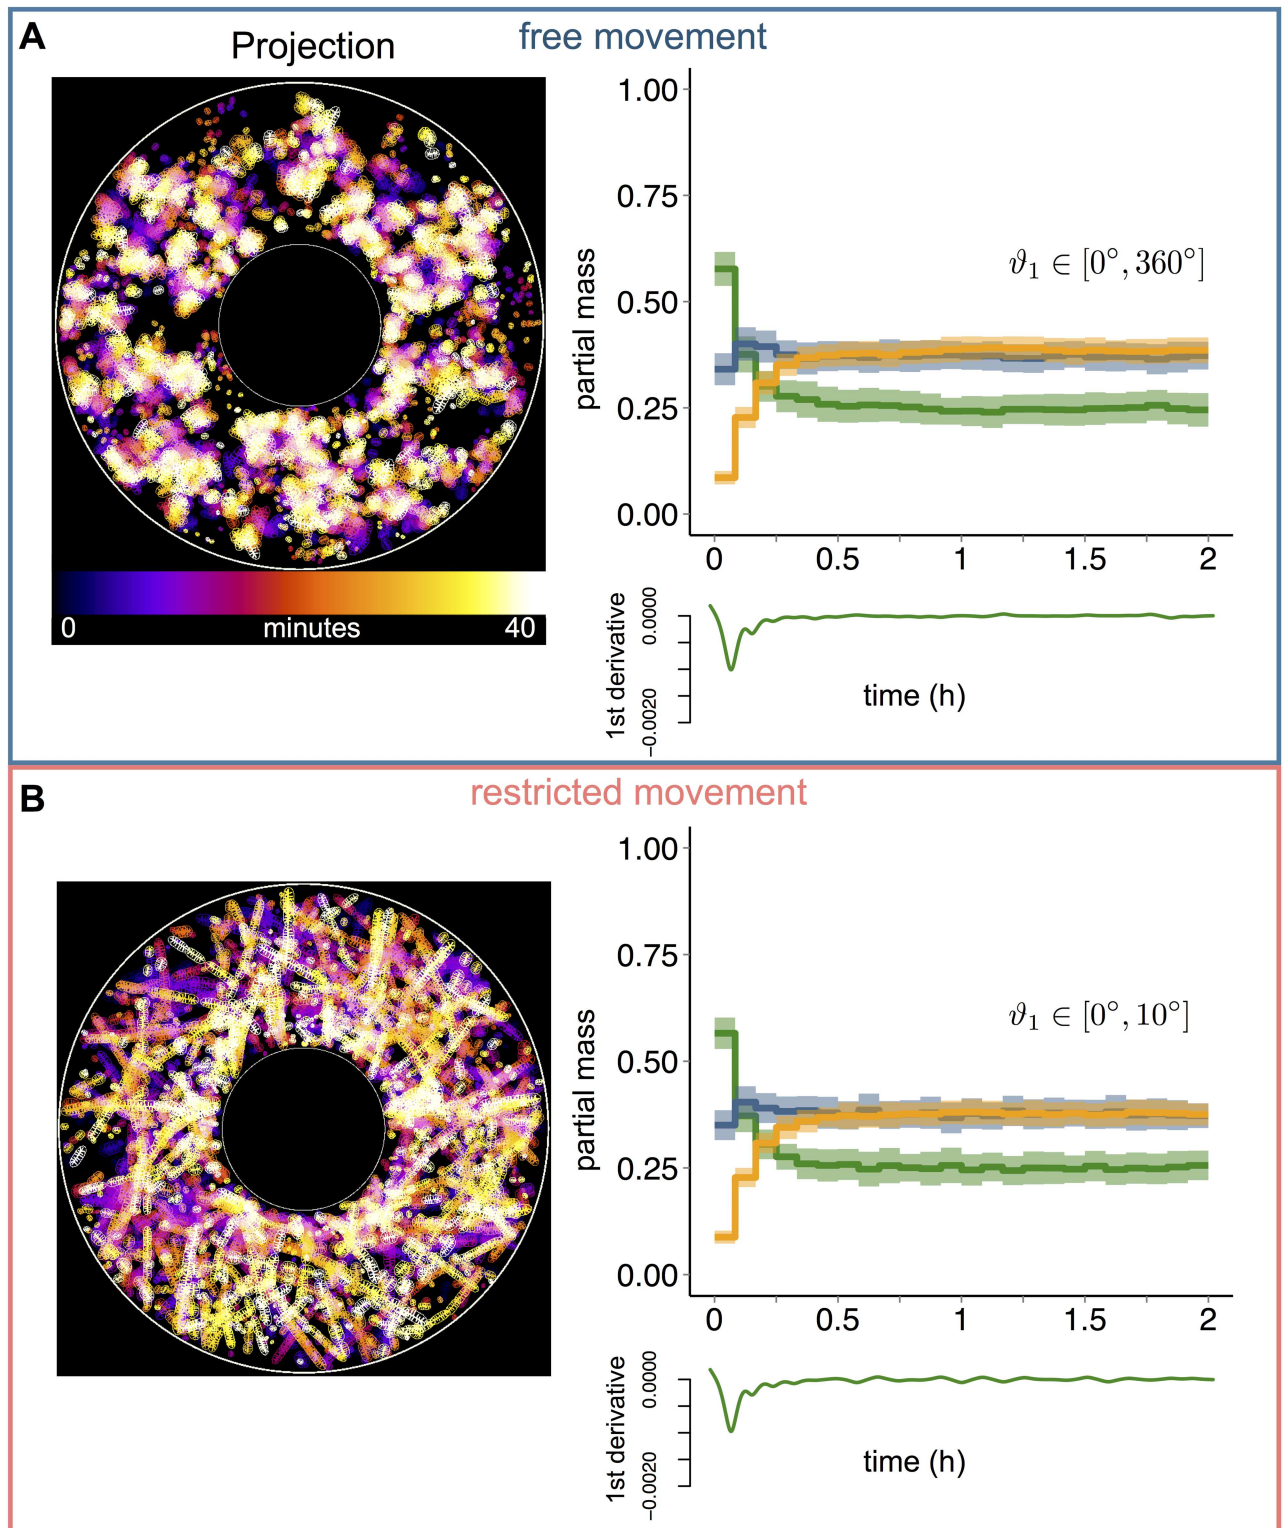 A
Projection
free movement
1.00
0.75
0.50
0.25
0.00
partial mass
ϑ₁ ∈ [0°, 360°]
0 0.5 1 1.5 2
0 minutes 40
1st derivative
0.0000
−0.0020
time (h)
B
restricted movement
1.00
0.75
0.50
0.25
0.00
partial mass
ϑ₁ ∈ [0°, 10°]
0 0.5 1 1.5 2
1st derivative
0.0000
−0.0020
time (h)